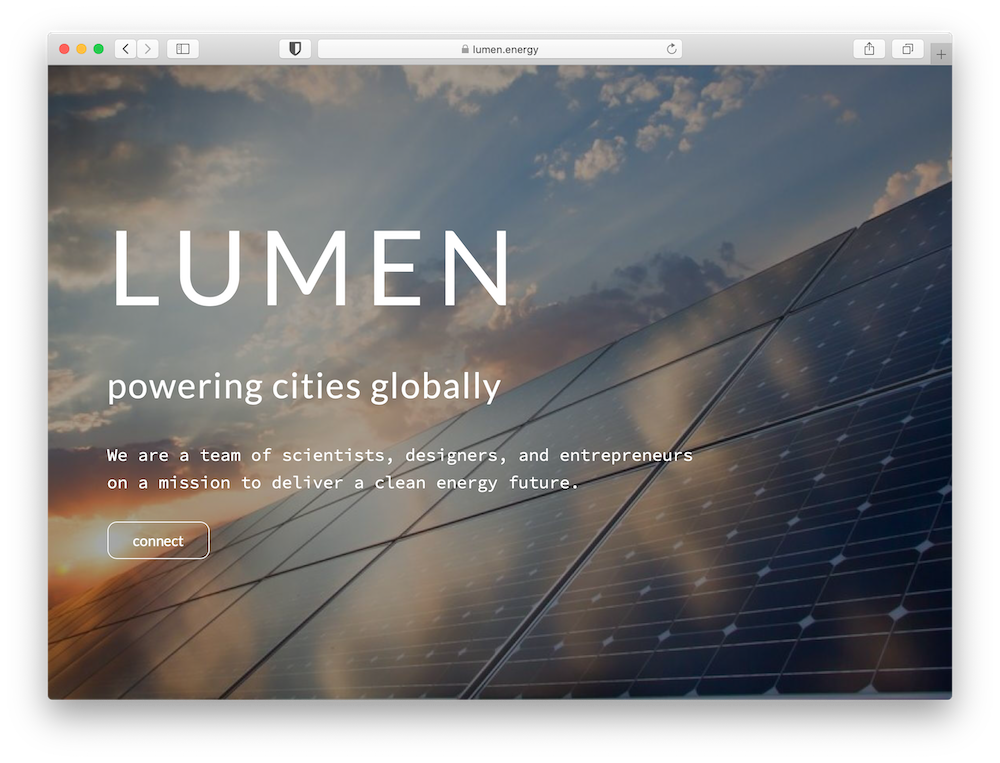 lumen.energy
LUMEN
powering cities globally
We are a team of scientists, designers, and entrepreneurs
on a mission to deliver a clean energy future.
connect